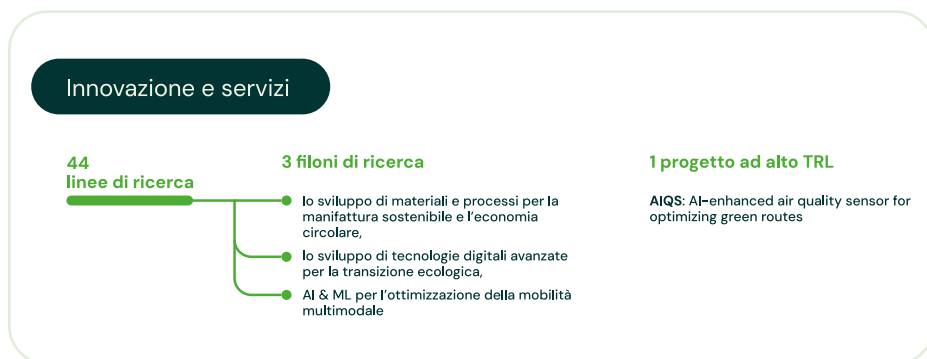 Innovazione e servizi
44
linee di ricerca
3 filoni di ricerca
lo sviluppo di materiali e processi per la
manifattura sostenibile e l'economia
circolare,
lo sviluppo di tecnologie digitali avanzate
per la transizione ecologica,
AI & ML per l'ottimizzazione della mobilità
multimodale
1 progetto ad alto TRL
AIQS: AI-enhanced air quality sensor for
optimizing green routes